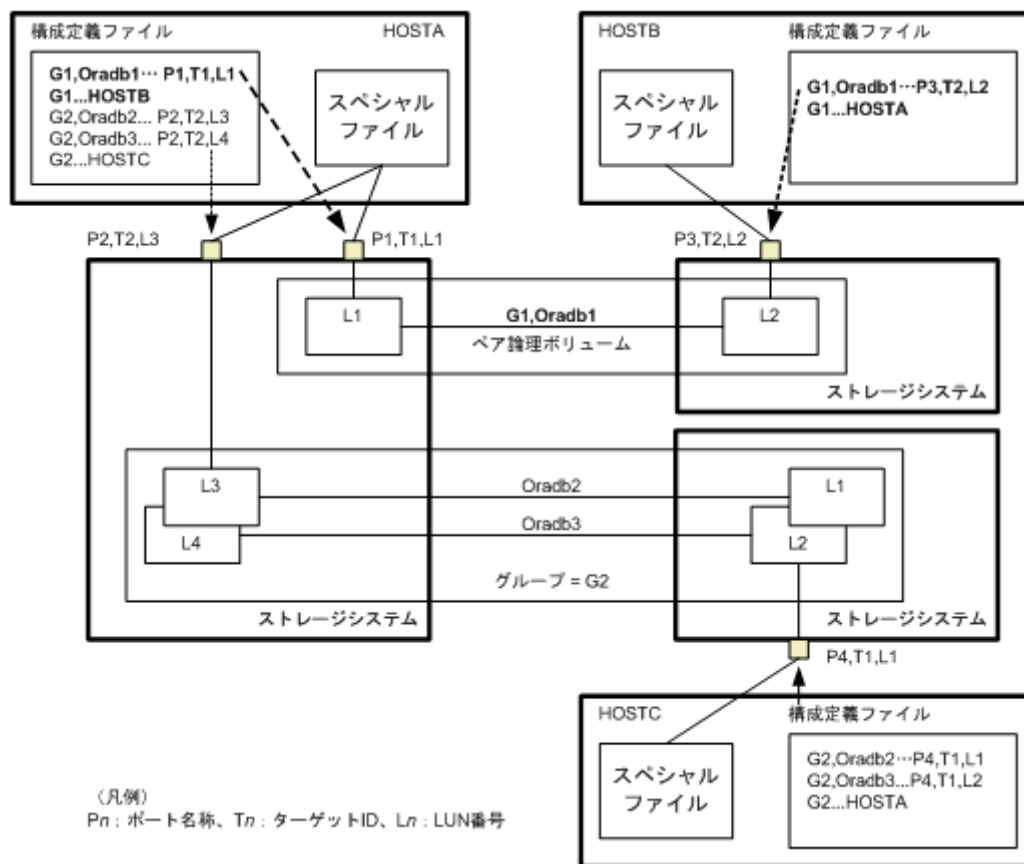 構成定義ファイル
HOSTA
G1,Oradb1… P1,T1,L1
G1...HOSTB
G2,Oradb2... P2,T2,L3
G2,Oradb3... P2,T2,L4
G2...HOSTC
スペシャル
ファイル
HOSTB
構成定義ファイル
スペシャル
ファイル
G1,Oradb1…P3,T2,L2
G1...HOSTA
P2,T2,L3
P1,T1,L1
P3,T2,L2
L1
G1,Oradb1
ペア論理ボリューム
L2
ストレージシステム
L3
L4
Oradb2
Oradb3
L1
L2
グループ = G2
ストレージシステム
ストレージシステム
P4,T1,L1
HOSTC
構成定義ファイル
スペシャル
ファイル
G2,Oradb2…P4,T1,L1
G2,Oradb3...P4,T1,L2
G2...HOSTA
（凡例）
Pn : ポート名称、Tn : ターゲットID、Ln : LUN番号